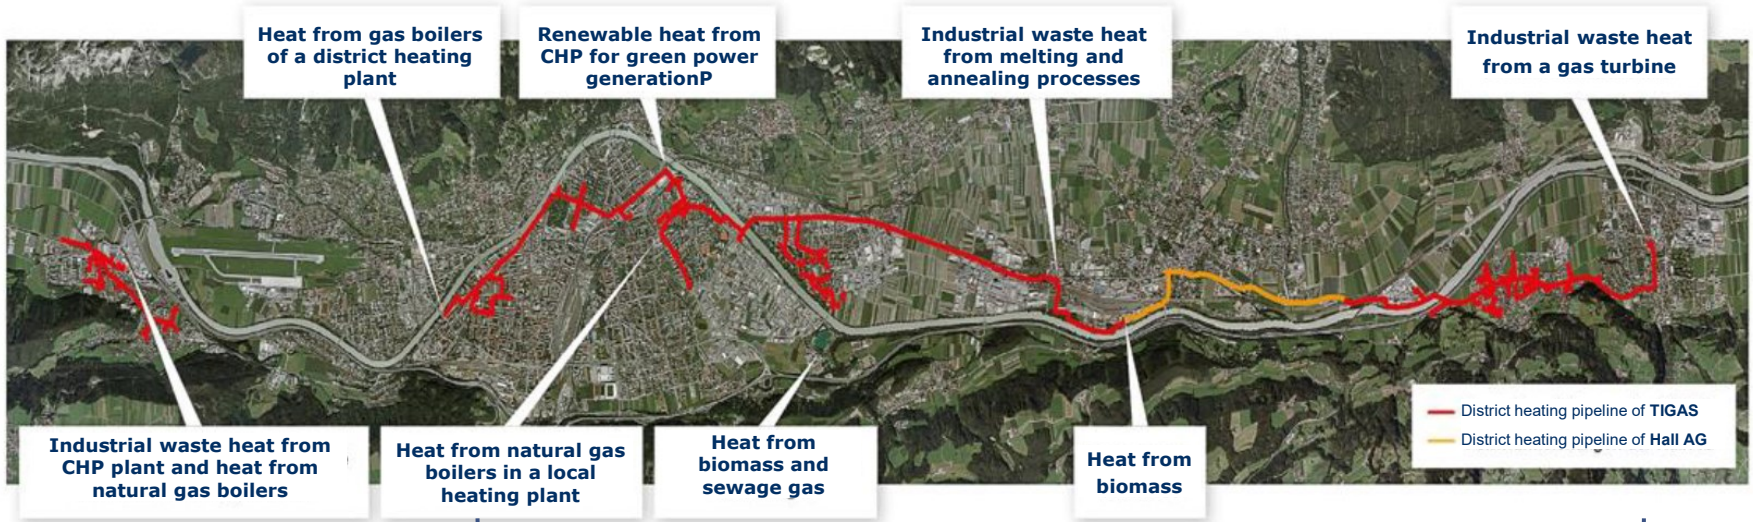 Heat from gas boilers
of a district heating
plant
Renewable heat from
CHP for green power
generationP
Industrial waste heat
from melting and
annealing processes
Industrial waste heat
from a gas turbine
Industrial waste heat from
CHP plant and heat from
natural gas boilers
Heat from natural gas
boilers in a local
heating plant
Heat from
biomass and
sewage gas
Heat from
biomass
District heating pipeline of TIGAS
District heating pipeline of Hall AG